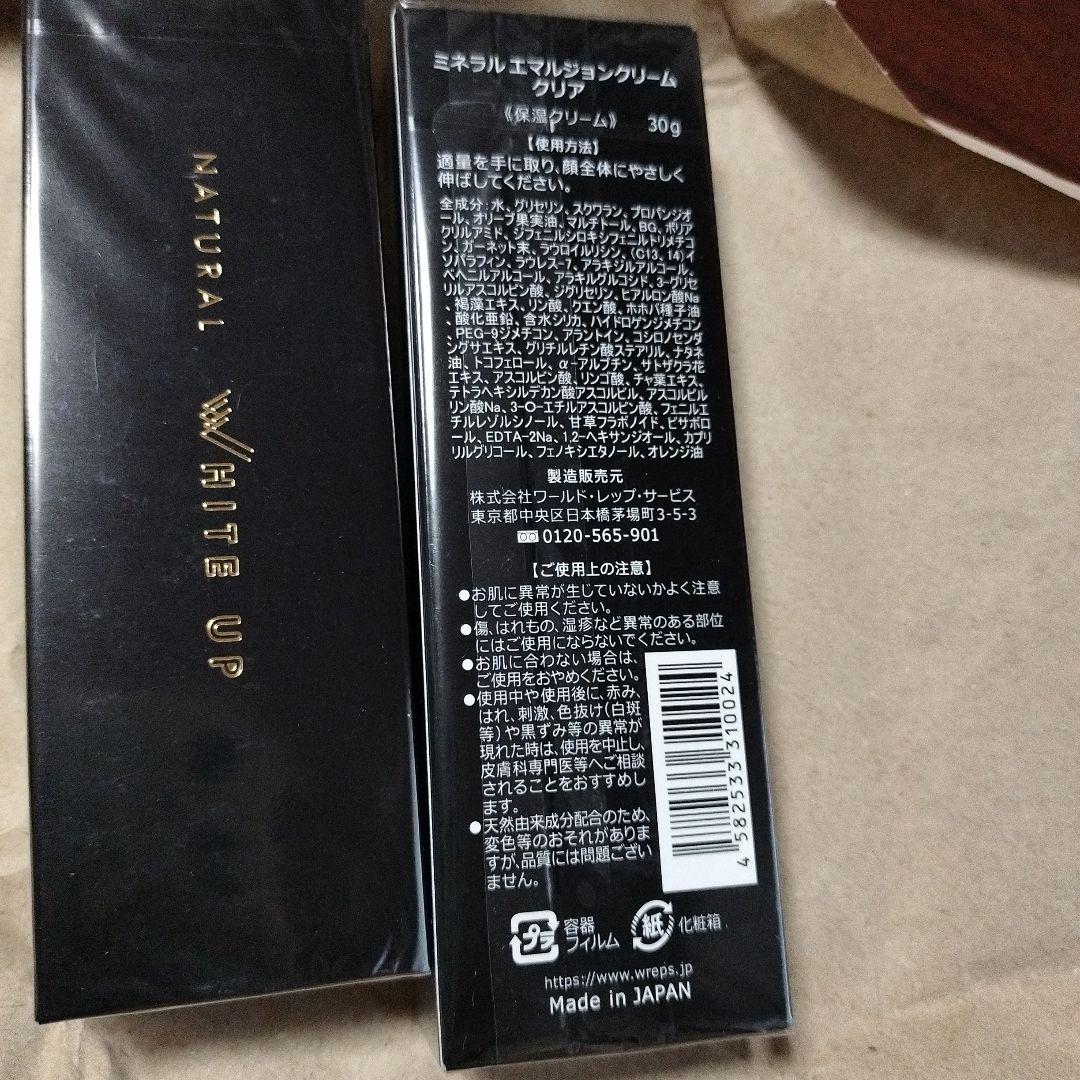 NATURAL WHITE UP
ミネラル エマルジョンクリーム
クリア
《保湿クリーム》 30g
【使用方法】
適量を手に取り、顔全体にやさしく
伸ばしてください。
全成分:水、グリセリン、スクワラン、プロパンジオ
ール、オリーブ果実油、マルチトール、BG、ポリア
クリルアミド、ジフェニルシロキシフェニルトリメチコ
ン、ガーネット末、ラウロイルリシン、(C13, 14)イ
ソパラフィン、ラウレス-7、アラキジルアルコール、
ベヘニルアルコール、アラキルグルコシド、3-グリセ
リルアスコルビン酸、ジグリセリン、ヒアルロン酸Na
、褐藻エキス、リン酸、クエン酸、ホホバ種子油
、酸化亜鉛、含水シリカ、ハイドロゲンジメチコン
、PEG-9ジメチコン、アラントイン、コシロノセンダ
ングサエキス、グリチルレチン酸ステアリル、ナタネ
油、トコフェロール、α-アルブチン、サトザクラ花
エキス、アスコルビン酸、リンゴ酸、チャ葉エキス、
テトラヘキシルデカン酸アスコルビル、アスコルビル
リン酸Na、3-O-エチルアスコルビン酸、フェニルエ
チルレゾルシノール、甘草フラボノイド、ビサボロ
ール、EDTA-2Na、1,2-ヘキサンジオール、カプリ
リルグリコール、フェノキシエタノール、オレンジ油
製造販売元
株式会社ワールド・レップ・サービス
東京都中央区日本橋茅場町3-5-3
0120-565-901
【ご使用上の注意】
●お肌に異常が生じていないかよく注意
してご使用ください。
●傷、はれもの、湿疹など異常のある部位
にはご使用にならないでください。
●お肌に合わない場合は、
ご使用をおやめください。
●使用中や使用後に、赤み、
はれ、刺激、色抜け(白斑
等)や黒ずみ等の異常が
現れた時は、使用を中止し、
皮膚科専門医等へご相談
されることをおすすめし
ます。
●天然由来成分配合のため、
変色等のおそれがありま
すが、品質には問題ござい
ません。
4 582533 310024
プラ 容器
フィルム
紙 化粧箱
https://www.wreps.jp
Made in JAPAN